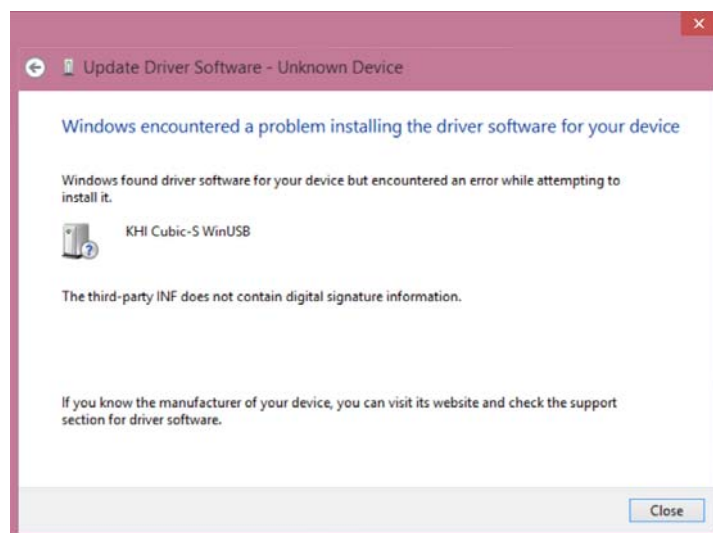 Update Driver Software - Unknown Device
Windows encountered a problem installing the driver software for your device
Windows found driver software for your device but encountered an error while attempting to
install it.
KHI Cubic-S WinUSB
The third-party INF does not contain digital signature information.
If you know the manufacturer of your device, you can visit its website and check the support
section for driver software.
Close